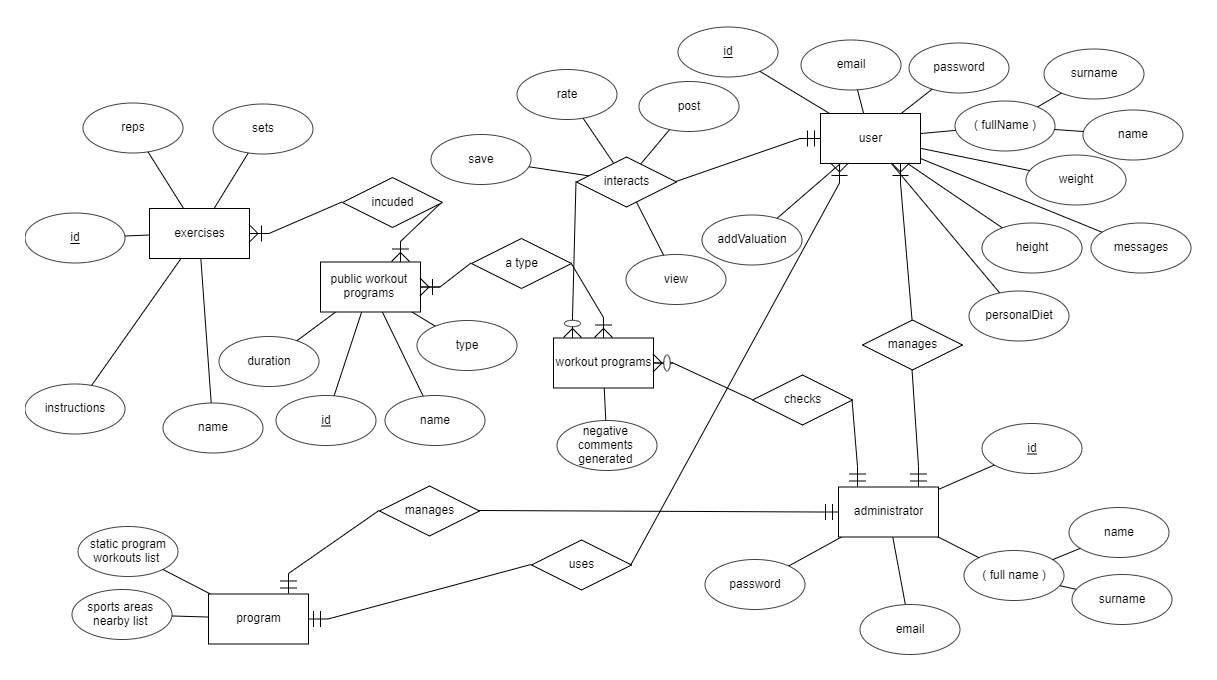 id
email
password
surname
( fullName )
name
user
weight
messages
height
personalDiet
addValuation
rate
post
save
interacts
view
reps
sets
id
exercises
incuded
instructions
name
public workout
programs
a type
duration
type
id
name
workout programs
negative
comments
generated
checks
manages
administrator
id
name
( full name )
surname
email
password
manages
uses
static program
workouts list
sports areas
nearby list
program